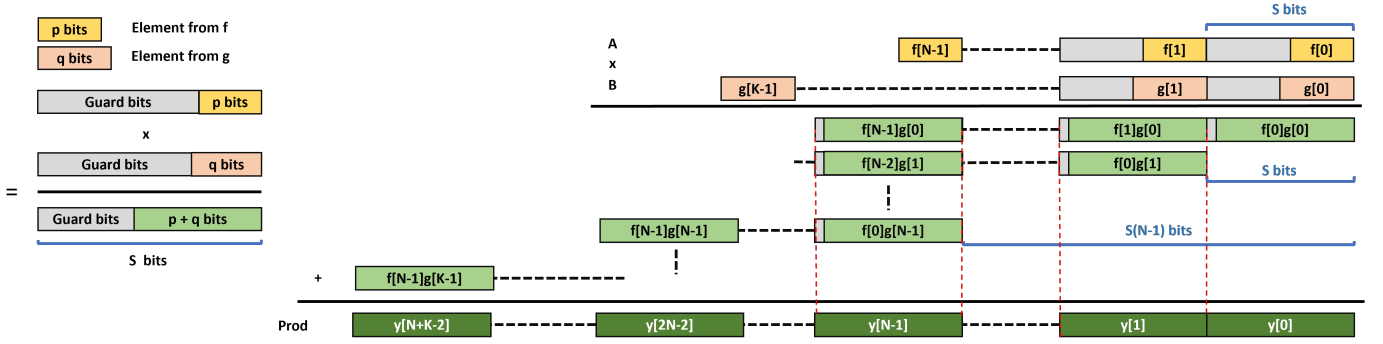 p bits Element from f
q bits Element from g
Guard bits p bits
x
Guard bits q bits
=
Guard bits p + q bits
S bits
S bits
A f[N-1] f[1] f[0]
x
B g[K-1] g[1] g[0]
f[N-1]g[0] f[1]g[0] f[0]g[0]
f[N-2]g[1] f[0]g[1] S bits
f[N-1]g[N-1] f[0]g[N-1] S(N-1) bits
+ f[N-1]g[K-1]
Prod y[N+K-2] y[2N-2] y[N-1] y[1] y[0]